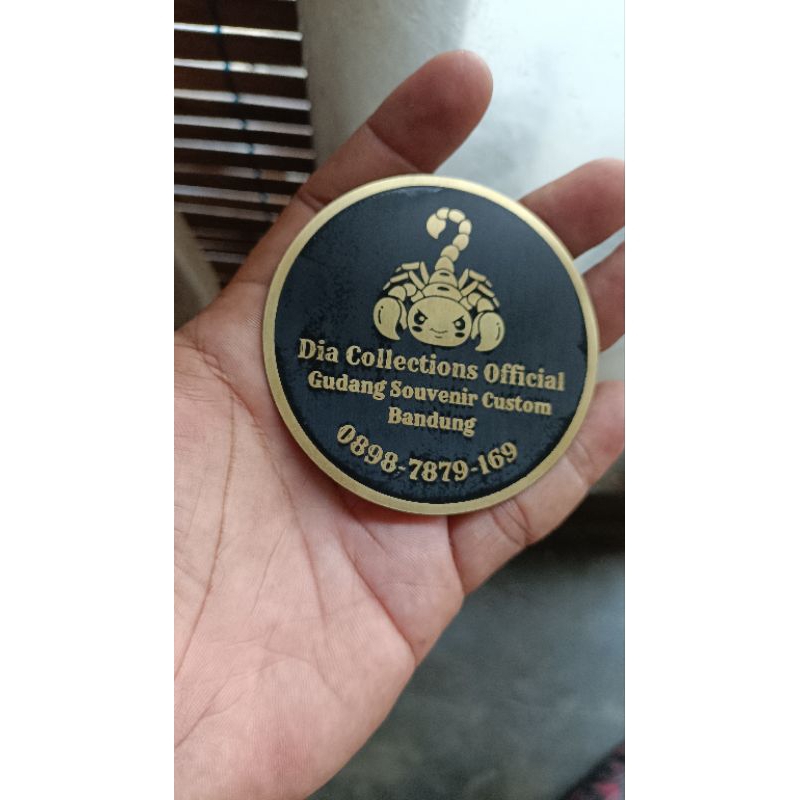 Dia Collections Official
Gudang Souvenir Custom
Bandung
0898-7879-169